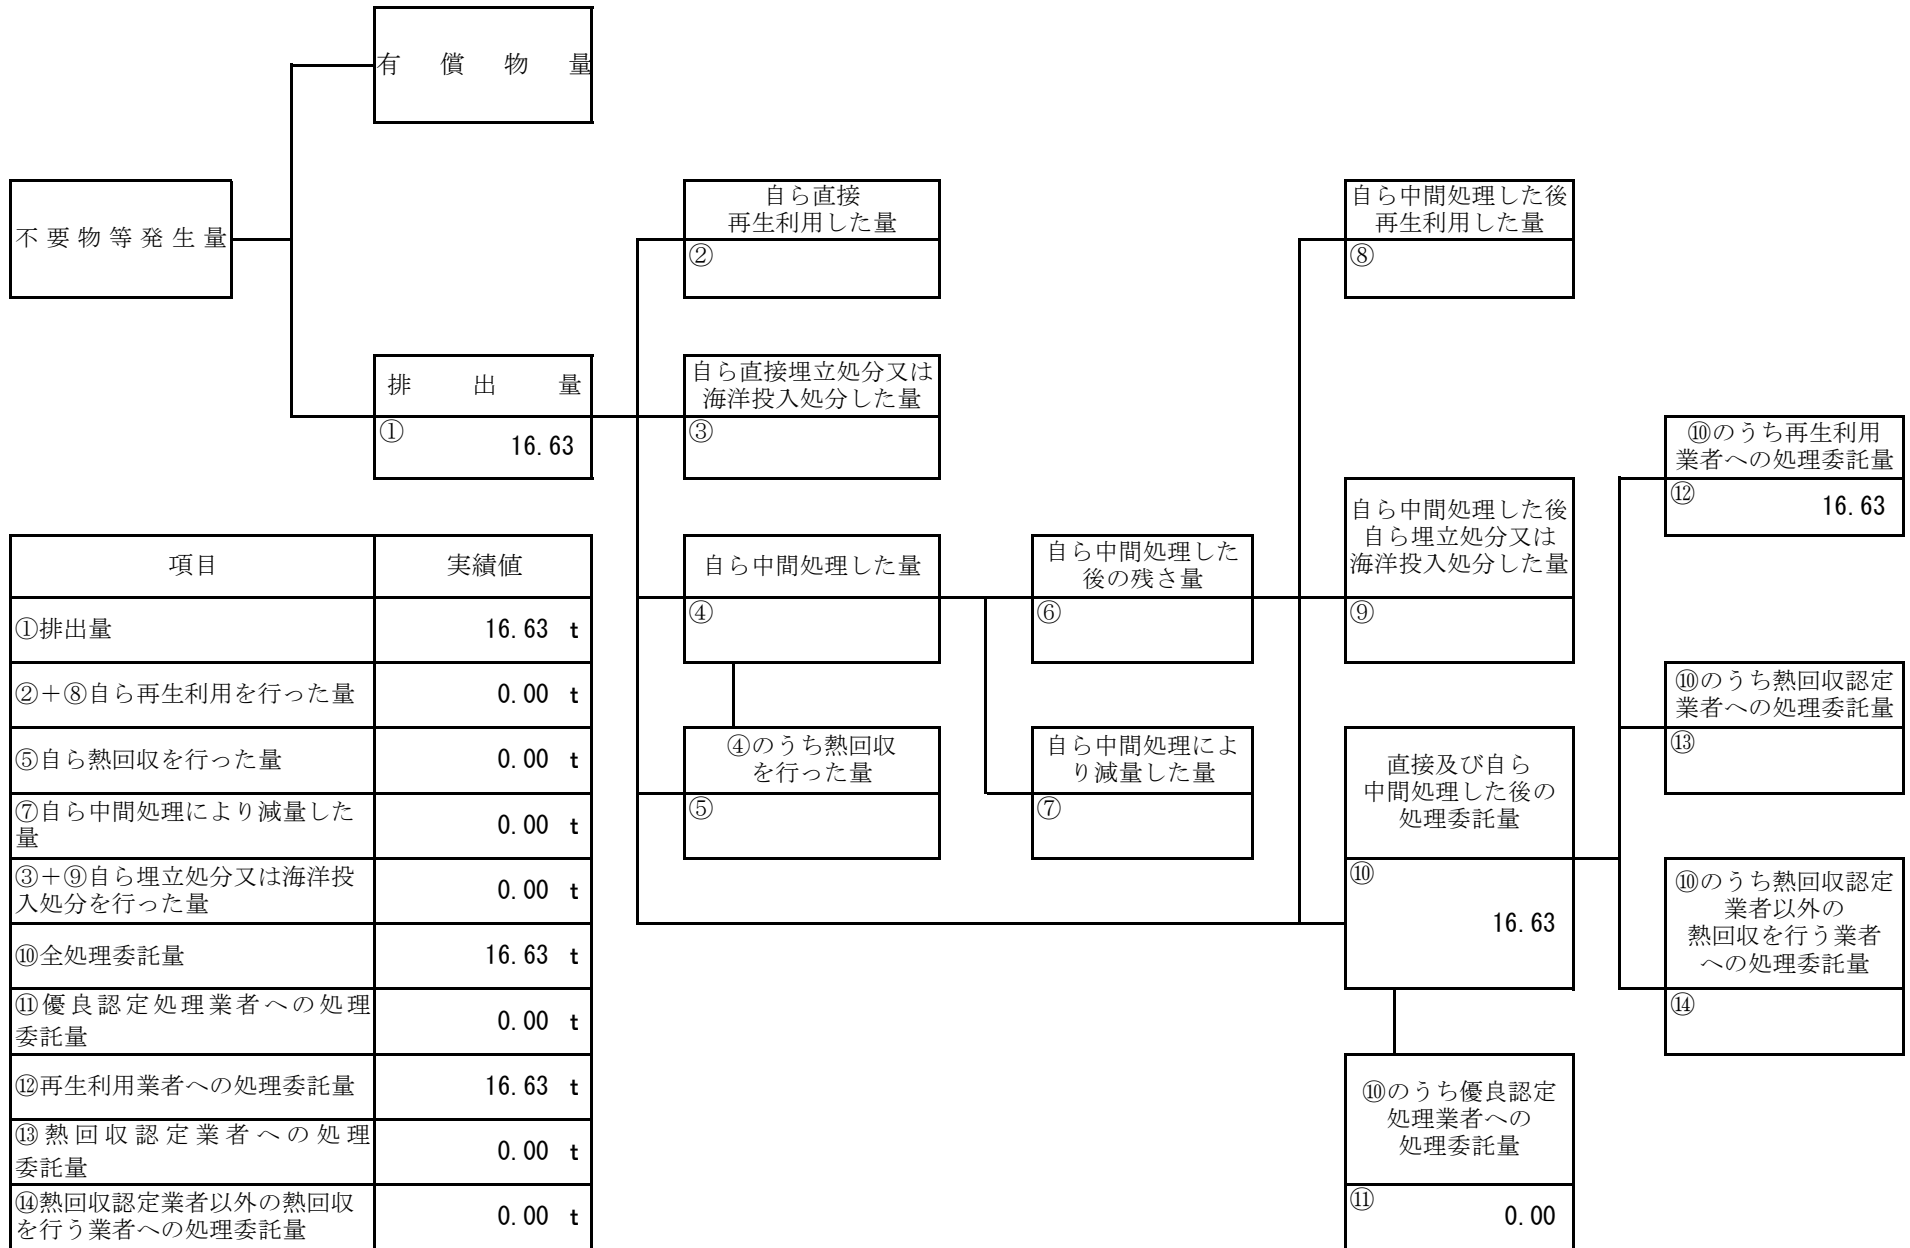 有償物量
不要物等発生量
自ら直接
再生利用した量
②
自ら中間処理した後
再生利用した量
⑧
排出量
①
16.63
自ら直接埋立処分又は
海洋投入処分した量
③
⑩のうち再生利用
業者への処理委託量
⑫
16.63
自ら中間処理した後
自ら埋立処分又は
海洋投入処分した量
⑨
自ら中間処理した量
④
自ら中間処理した
後の残さ量
⑥
⑩のうち熱回収認定
業者への処理委託量
⑬
④のうち熱回収
を行った量
⑤
自ら中間処理によ
り減量した量
⑦
直接及び自ら
中間処理した後の
処理委託量
⑩
16.63
⑩のうち熱回収認定
業者以外の
熱回収を行う業者
への処理委託量
⑭
⑩のうち優良認定
処理業者への
処理委託量
⑪
0.00
項目 実績値
①排出量 16.63 t
②＋⑧自ら再生利用を行った量 0.00 t
⑤自ら熱回収を行った量 0.00 t
⑦自ら中間処理により減量した
量 0.00 t
③＋⑨自ら埋立処分又は海洋投
入処分を行った量 0.00 t
⑩全処理委託量 16.63 t
⑪優良認定処理業者への処理
委託量 0.00 t
⑫再生利用業者への処理委託量 16.63 t
⑬熱回収認定業者への処理
委託量 0.00 t
⑭熱回収認定業者以外の熱回収
を行う業者への処理委託量 0.00 t